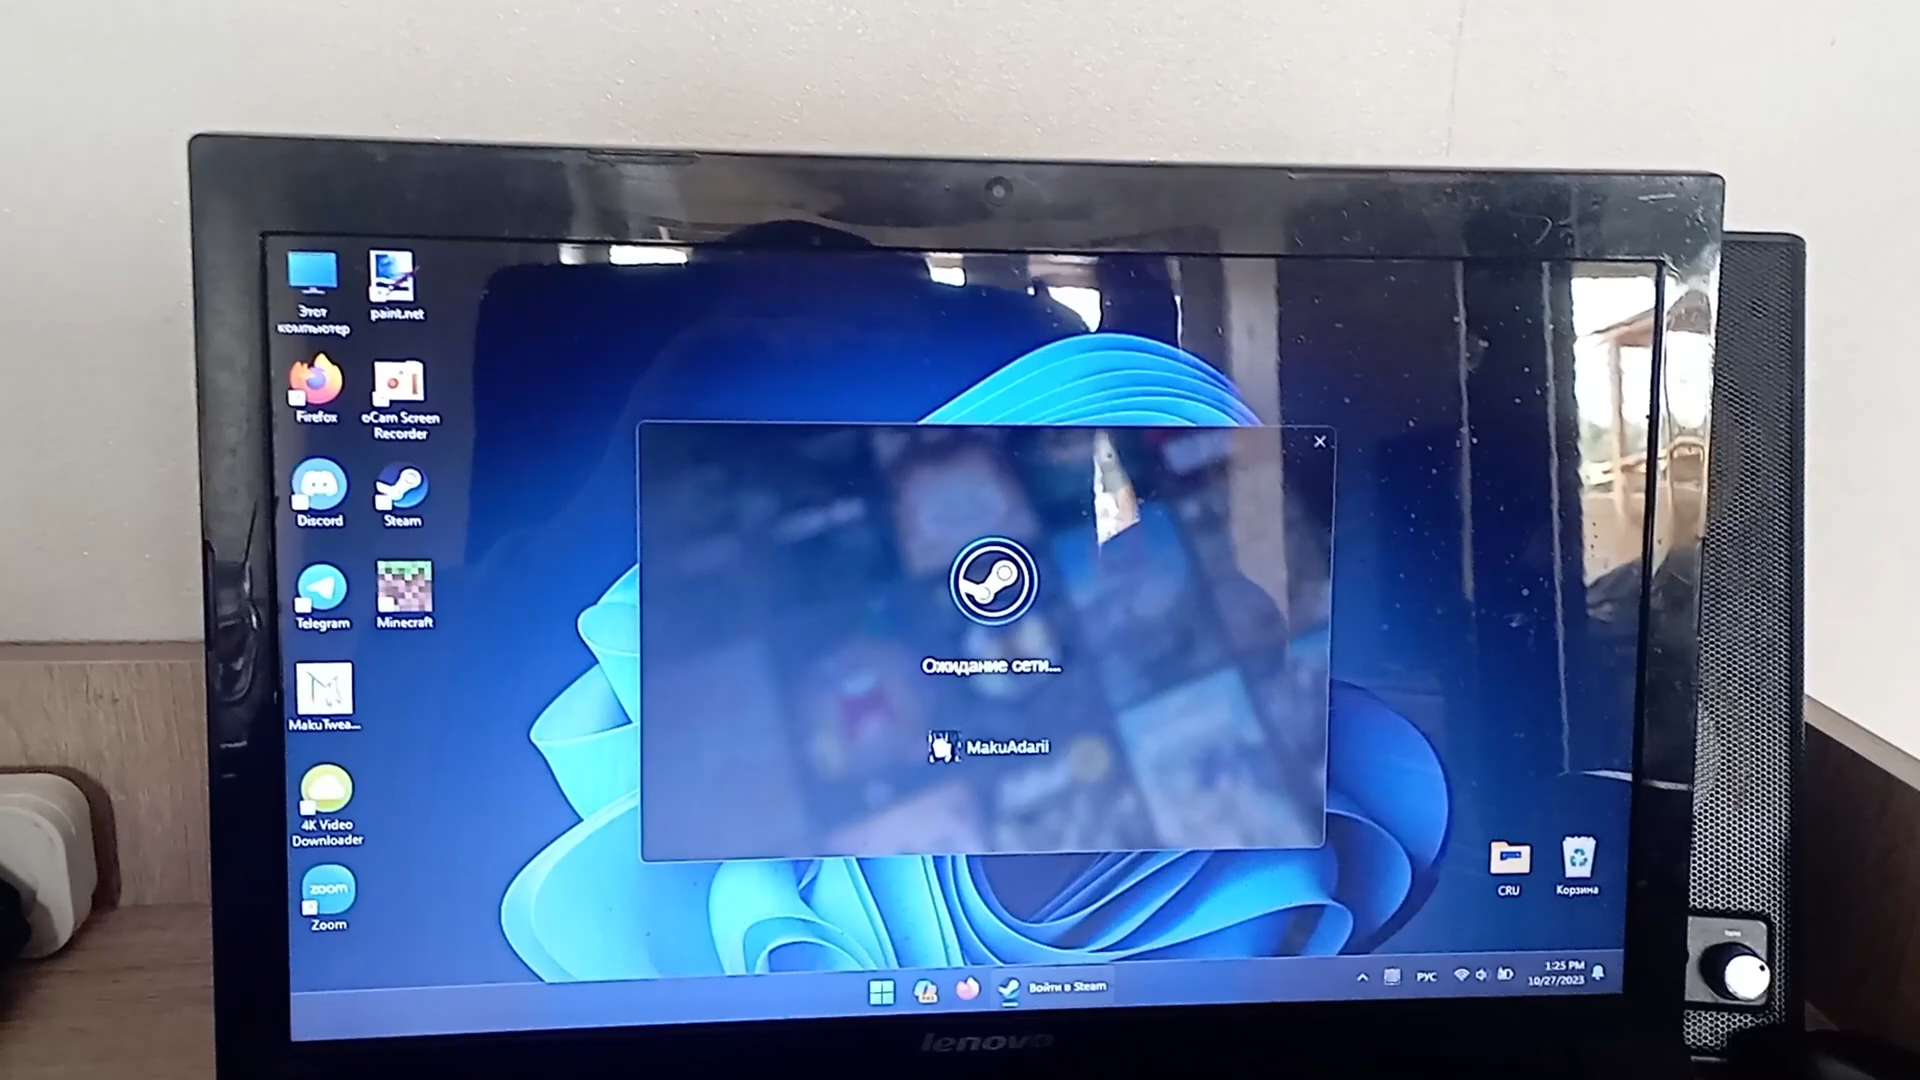 Этот
компьютер
paint.net
Firefox
oCam Screen
Recorder
Discord
Steam
Telegram
Minecraft
MakuTwea...
4K Video
Downloader
zoom
Zoom
Ожидание сети...
MakuAdarii
CRU
Корзина
Войти в Steam
РУС
1:25 PM
10/27/2023
lenovo